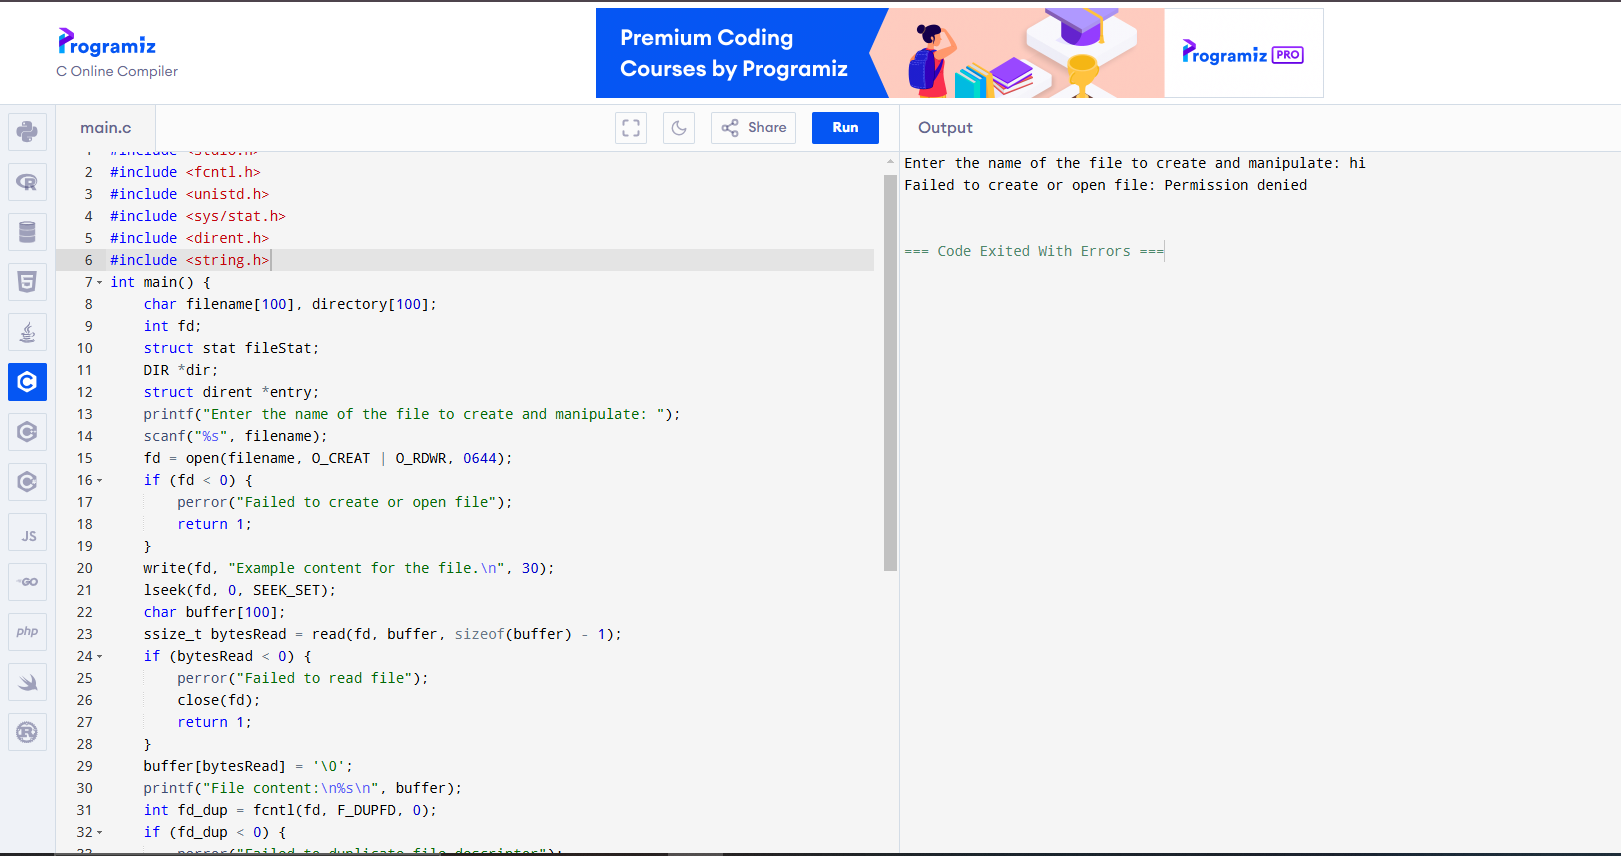 Programiz
C Online Compiler
Premium Coding
Courses by Programiz
Programiz PRO
main.c
Share
Run
Output
1 #include <stdio.h>
2 #include <fcntl.h>
3 #include <unistd.h>
4 #include <sys/stat.h>
5 #include <dirent.h>
6 #include <string.h>
7 int main() {
8 char filename[100], directory[100];
9 int fd;
10 struct stat fileStat;
11 DIR *dir;
12 struct dirent *entry;
13 printf("Enter the name of the file to create and manipulate: ");
14 scanf("%s", filename);
15 fd = open(filename, O_CREAT | O_RDWR, 0644);
16 if (fd < 0) {
17 perror("Failed to create or open file");
18 return 1;
19 }
20 write(fd, "Example content for the file.\n", 30);
21 lseek(fd, 0, SEEK_SET);
22 char buffer[100];
23 ssize_t bytesRead = read(fd, buffer, sizeof(buffer) - 1);
24 if (bytesRead < 0) {
25 perror("Failed to read file");
26 close(fd);
27 return 1;
28 }
29 buffer[bytesRead] = '\0';
30 printf("File content:\n%s\n", buffer);
31 int fd_dup = fcntl(fd, F_DUPFD, 0);
32 if (fd_dup < 0) {
33 perror("Failed to duplicate file descriptor");
Enter the name of the file to create and manipulate: hi
Failed to create or open file: Permission denied
=== Code Exited With Errors ===
R
5
C
C
C
JS
GO
php
R